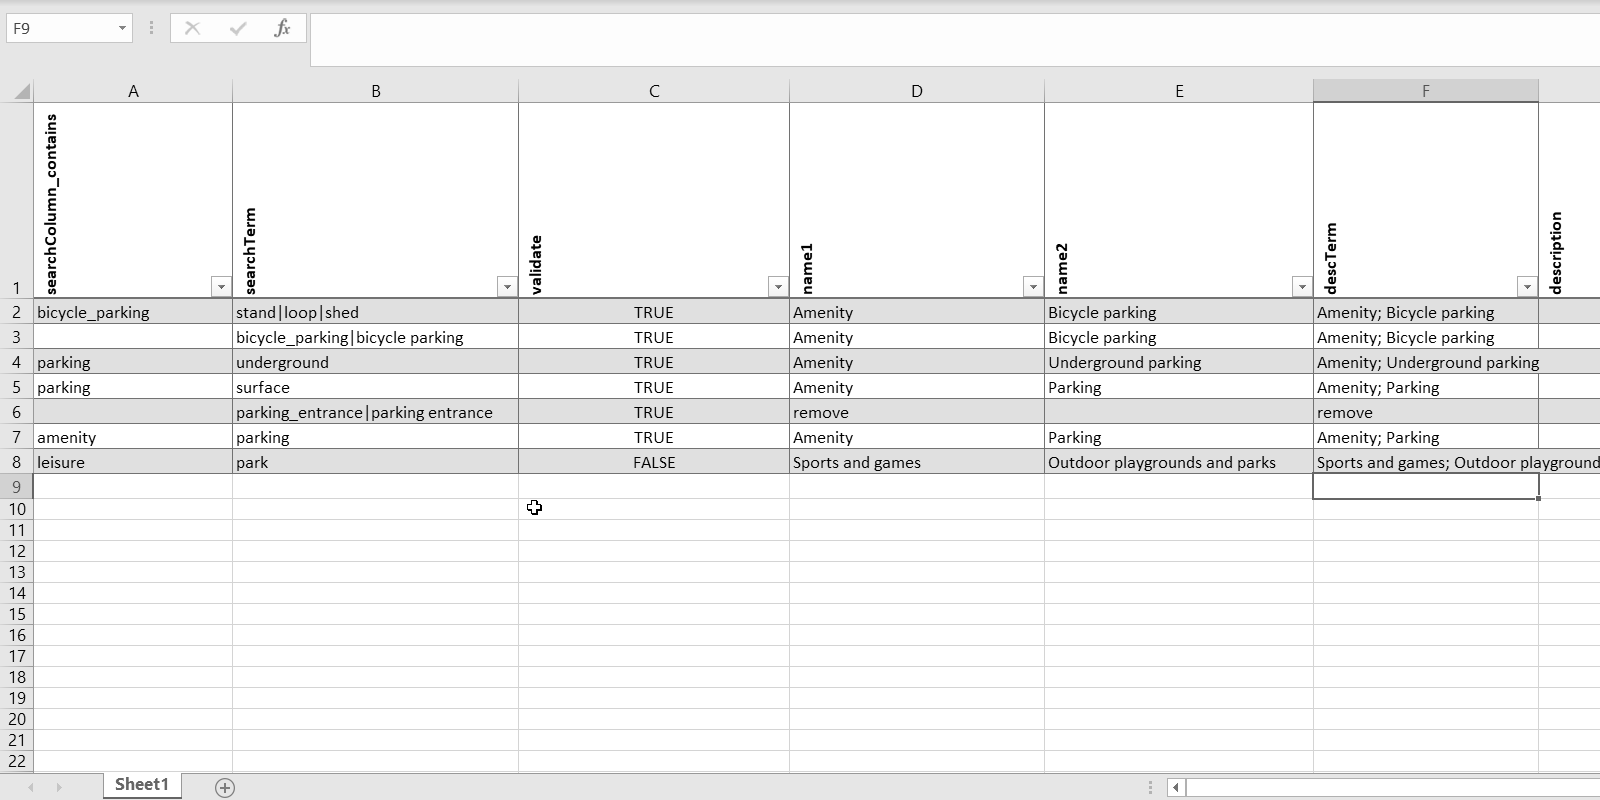 F9
fx
A B C D E F
1 searchColumn_contains searchTerm validate name1 name2 descTerm description
2 bicycle_parking stand|loop|shed TRUE Amenity Bicycle parking Amenity; Bicycle parking
3 bicycle_parking|bicycle parking TRUE Amenity Bicycle parking Amenity; Bicycle parking
4 parking underground TRUE Amenity Underground parking Amenity; Underground parking
5 parking surface TRUE Amenity Parking Amenity; Parking
6 parking_entrance|parking entrance TRUE remove remove
7 amenity parking TRUE Amenity Parking Amenity; Parking
8 leisure park FALSE Sports and games Outdoor playgrounds and parks Sports and games; Outdoor playground
9
10
11
12
13
14
15
16
17
18
19
20
21
22
Sheet1